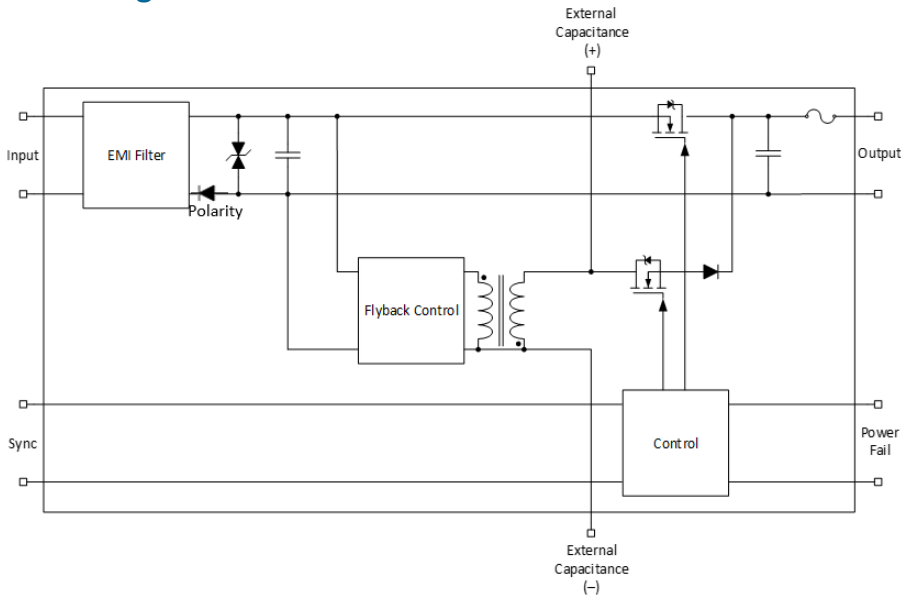 External
Capacitance
(+)
Input
EMI Filter
Output
Polarity
Flyback Control
Sync
Control
Power
Fail
External
Capacitance
(–)